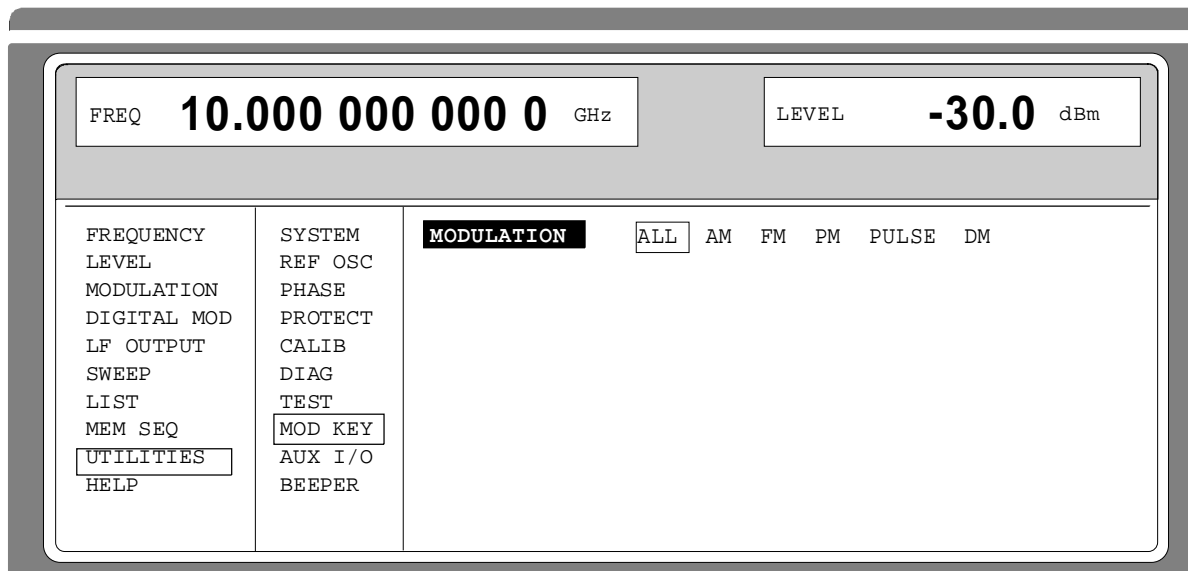 FREQ 10.000 000 000 0 GHz
LEVEL -30.0 dBm
FREQUENCY
LEVEL
MODULATION
DIGITAL MOD
LF OUTPUT
SWEEP
LIST
MEM SEQ
UTILITIES
HELP
SYSTEM
REF OSC
PHASE
PROTECT
CALIB
DIAG
TEST
MOD KEY
AUX I/O
BEEPER
MODULATION ALL AM FM PM PULSE DM